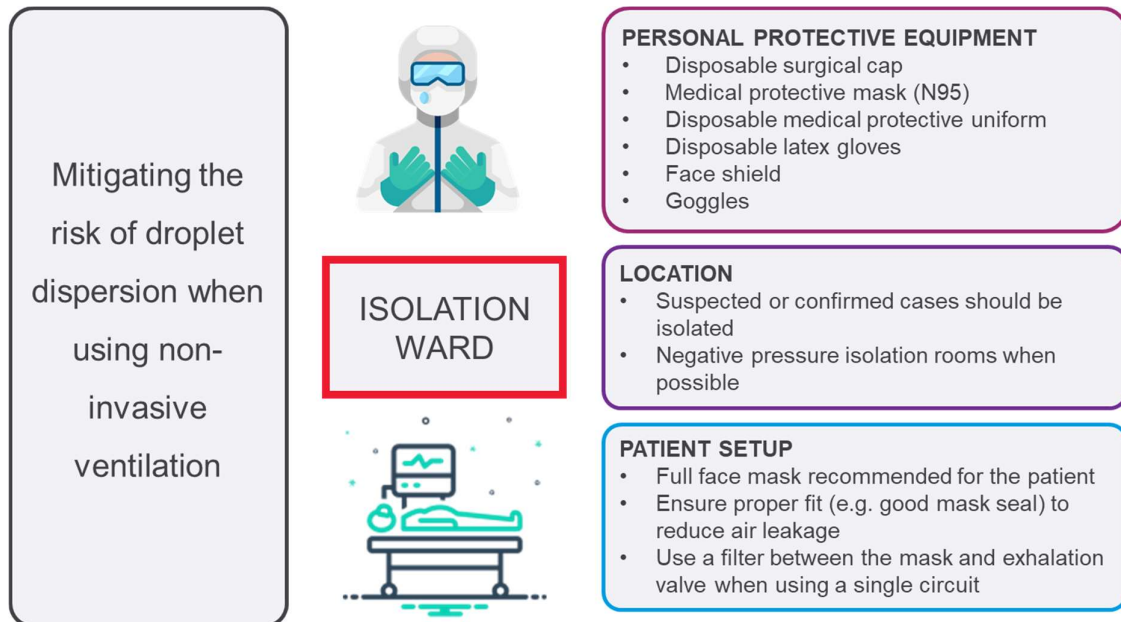 Mitigating the
risk of droplet
dispersion when
using non-
invasive
ventilation
ISOLATION
WARD
PERSONAL PROTECTIVE EQUIPMENT
• Disposable surgical cap
• Medical protective mask (N95)
• Disposable medical protective uniform
• Disposable latex gloves
• Face shield
• Goggles
LOCATION
• Suspected or confirmed cases should be
isolated
• Negative pressure isolation rooms when
possible
PATIENT SETUP
• Full face mask recommended for the patient
• Ensure proper fit (e.g. good mask seal) to
reduce air leakage
• Use a filter between the mask and exhalation
valve when using a single circuit